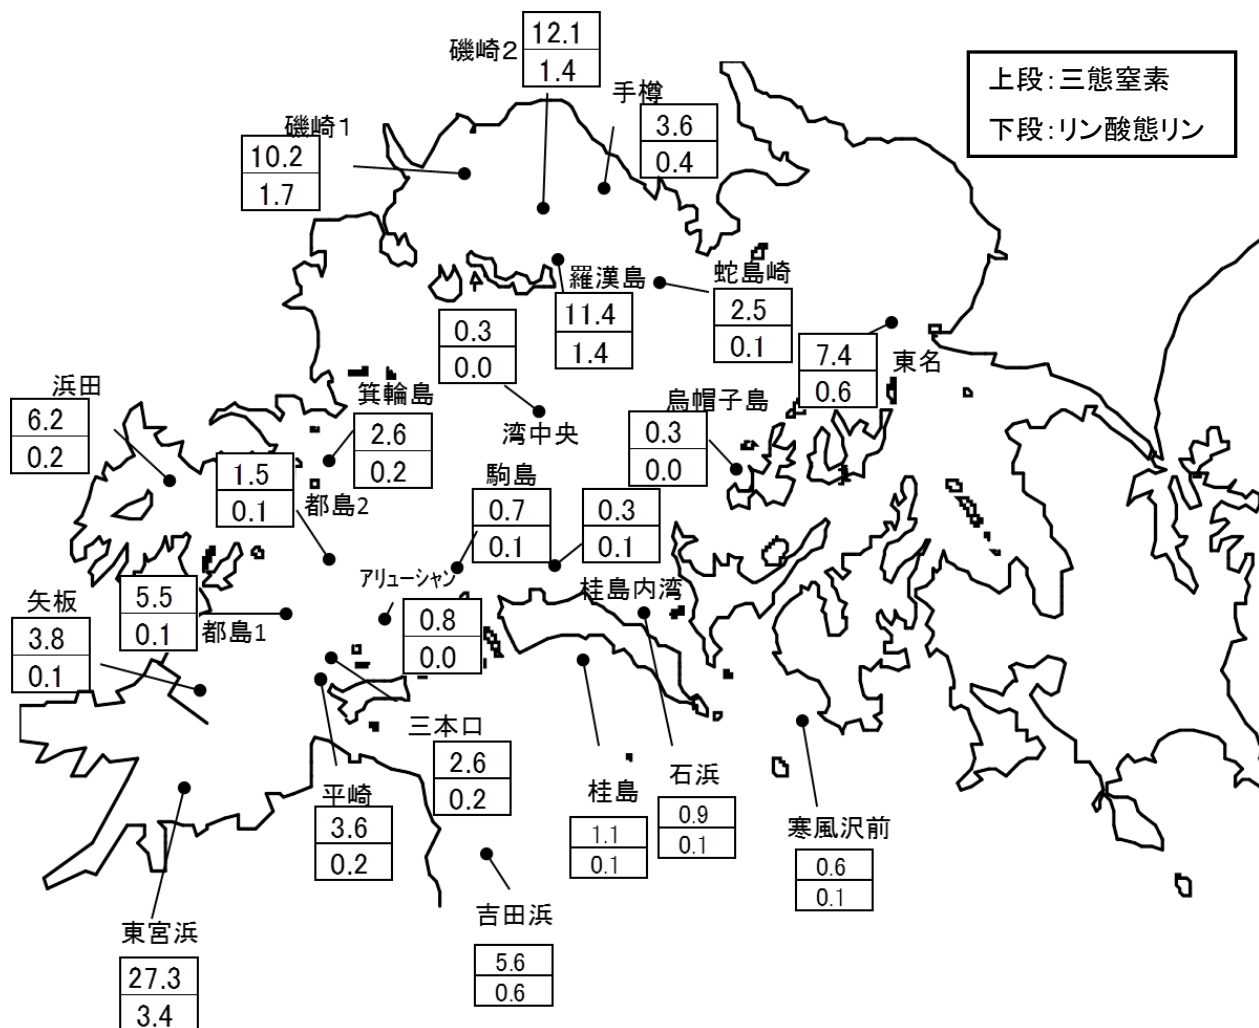 磯崎2
12.1
1.4
上段:三態窒素
下段:リン酸態リン
手樽
3.6
0.4
磯崎1
10.2
1.7
羅漢島
11.4
1.4
蛇島崎
2.5
0.1
0.3
0.0
湾中央
7.4
0.6
東名
浜田
6.2
0.2
箕輪島
2.6
0.2
烏帽子島
0.3
0.0
1.5
0.1
都島2
駒島
0.7
0.1
0.3
0.1
桂島内湾
アリューシャン
0.8
0.0
矢板
3.8
0.1
5.5
0.1
都島1
三本口
2.6
0.2
平崎
3.6
0.2
桂島
1.1
0.1
石浜
0.9
0.1
寒風沢前
0.6
0.1
吉田浜
5.6
0.6
東宮浜
27.3
3.4